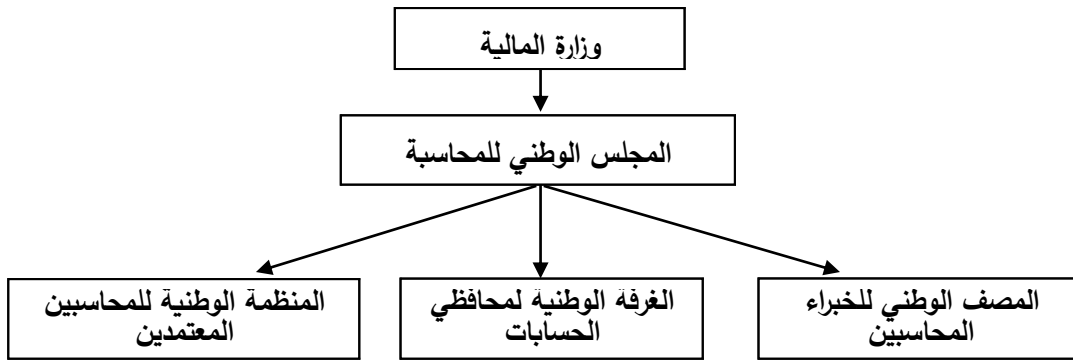 وزارة المالية
المجلس الوطني للمحاسبة
المصف الوطني للخبراء
المحاسبين
الغرفة الوطنية لمحافظي
الحسابات
المنظمة الوطنية للمحاسبين
المعتمدين